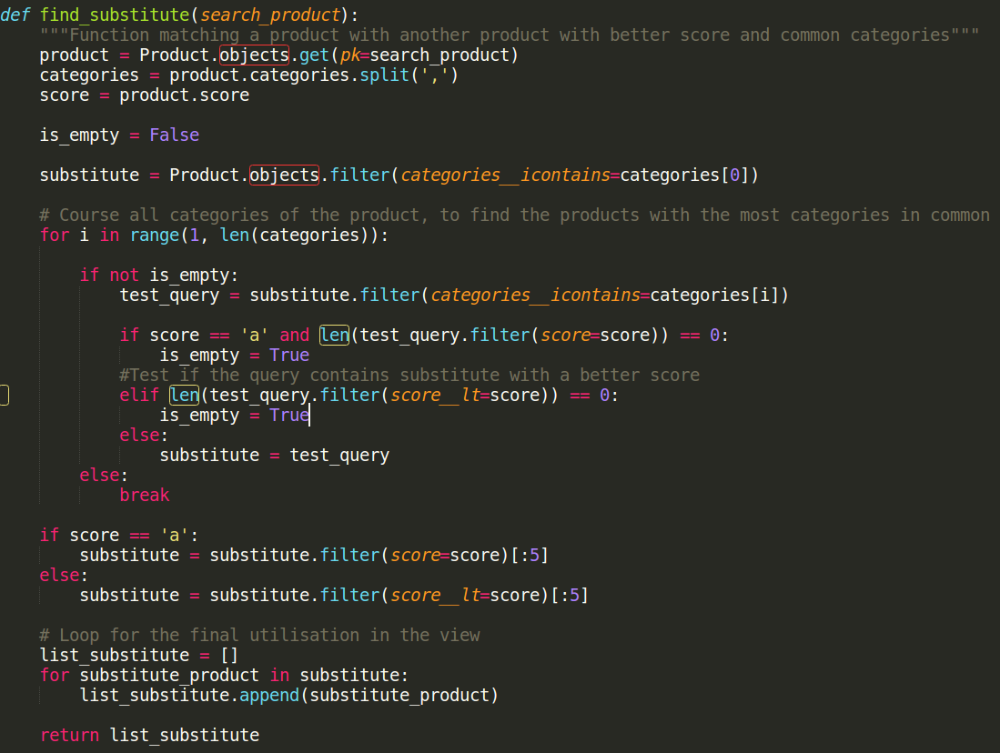 def find_substitute(search_product):
    """Function matching a product with another product with better score and common categories"""
    product = Product.objects.get(pk=search_product)
    categories = product.categories.split(',')
    score = product.score

    is_empty = False

    substitute = Product.objects.filter(categories__icontains=categories[0])

    # Course all categories of the product, to find the products with the most categories in common
    for i in range(1, len(categories)):

        if not is_empty:
            test_query = substitute.filter(categories__icontains=categories[i])

            if score == 'a' and len(test_query.filter(score=score)) == 0:
                is_empty = True
            #Test if the query contains substitute with a better score
            elif len(test_query.filter(score__lt=score)) == 0:
                is_empty = True
            else:
                substitute = test_query
        else:
            break

    if score == 'a':
        substitute = substitute.filter(score=score)[:5]
    else:
        substitute = substitute.filter(score__lt=score)[:5]

    # Loop for the final utilisation in the view
    list_substitute = []
    for substitute_product in substitute:
        list_substitute.append(substitute_product)

    return list_substitute